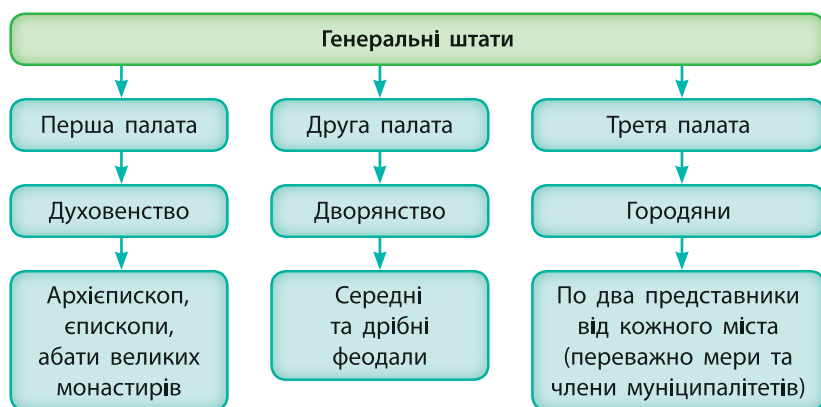 Генеральні штати
Перша палата
Духовенство
Архієпископ,
єпископи,
абати великих
монастирів
Друга палата
Дворянство
Середні
та дрібні
феодали
Третя палата
Городяни
По два представники
від кожного міста
(переважно мери та
члени муніципалітетів)